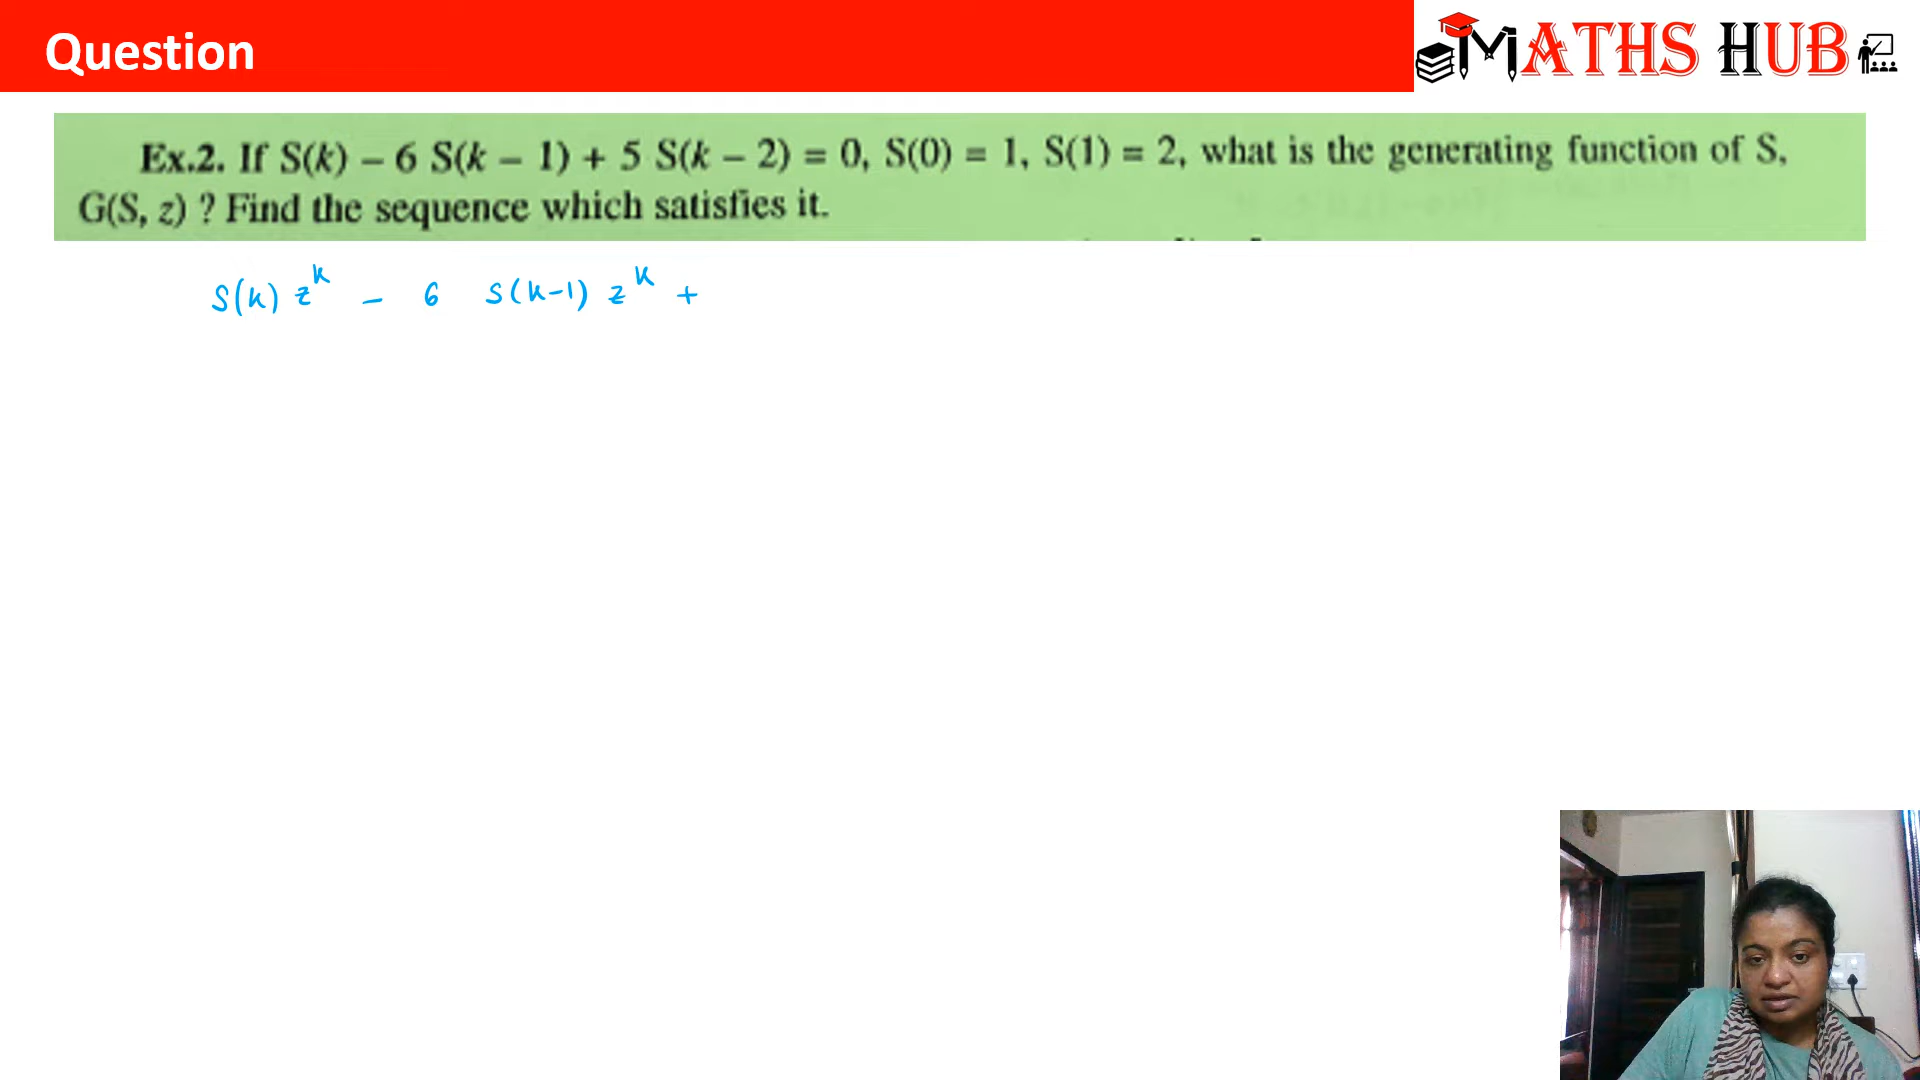 Question
MATHS HUB
Ex.2. If S(k) – 6 S(k – 1) + 5 S(k – 2) = 0, S(0) = 1, S(1) = 2, what is the generating function of S,
G(S, z) ? Find the sequence which satisfies it.
S(k) z^k – 6 S(k-1) z^k +